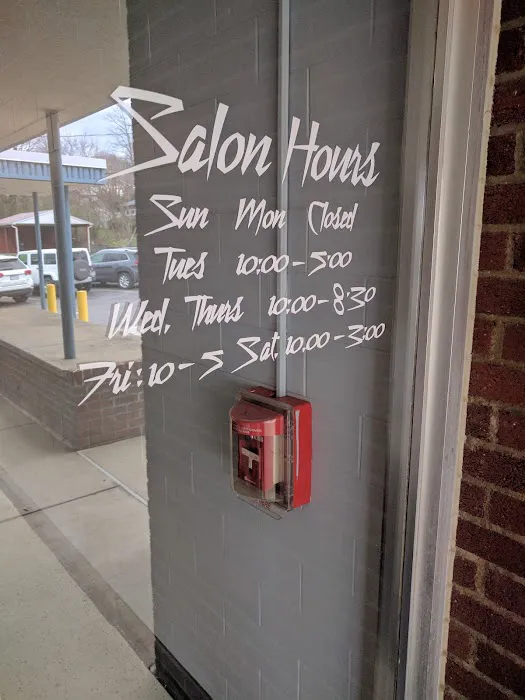 Salon Hours
Sun Mon Closed
Tues 10:00-5:00
Wed, Thurs 10:00-8:30
Fri: 10-5 Sat. 10.00-3:00